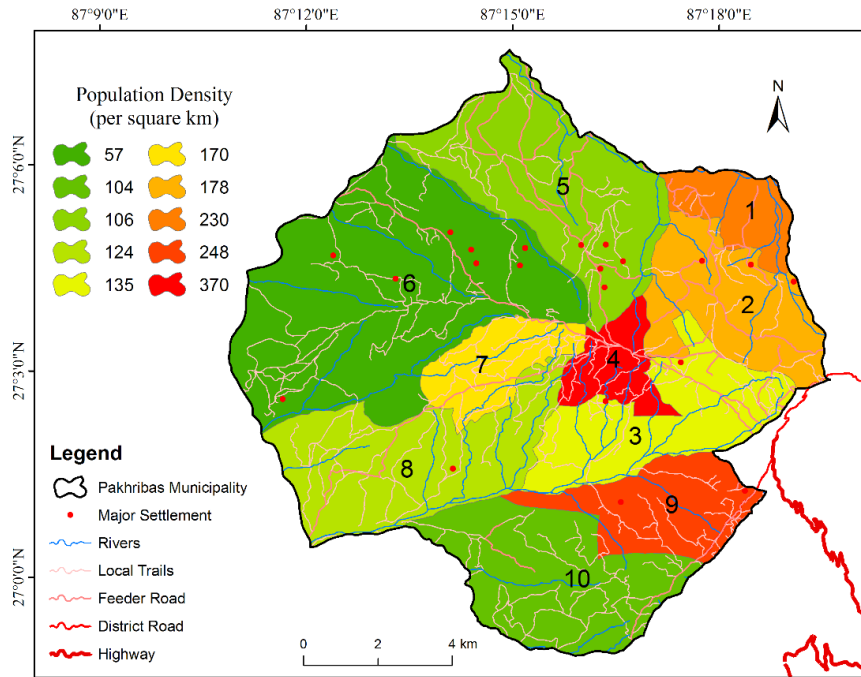 87°9'0"E 87°12'0"E 87°15'0"E 87°18'0"E
N
Population Density
(per square km)
57 170
104 178
106 230
124 248
135 370
27°6'0"N
27°3'0"N
27°0'0"N
5
1
6
2
7
4
3
8
9
10
Legend
Pakhribas Municipality
Major Settlement
Rivers
Local Trails
Feeder Road
District Road
Highway
0 2 4 km